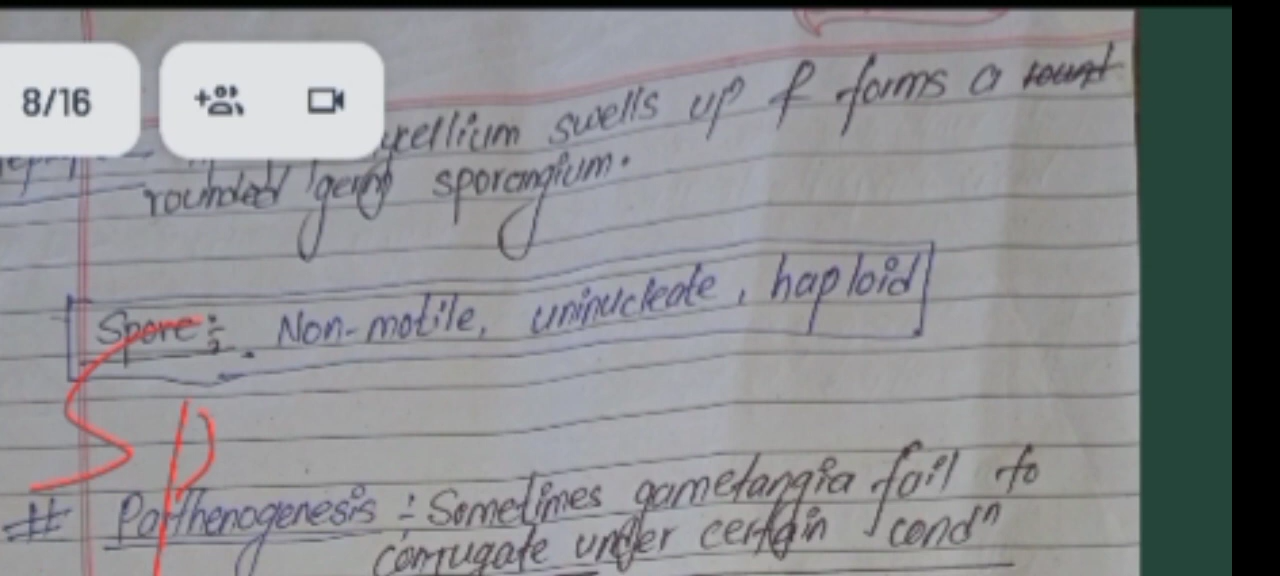 8/16
mycellium swells up & forms a
rounded germ sporangium.
Spore:- Non-motile, uninucleate, haploid
Sp
# Parthenogenesis :- Sometimes gametangia fail to
conjugate under certain condⁿ